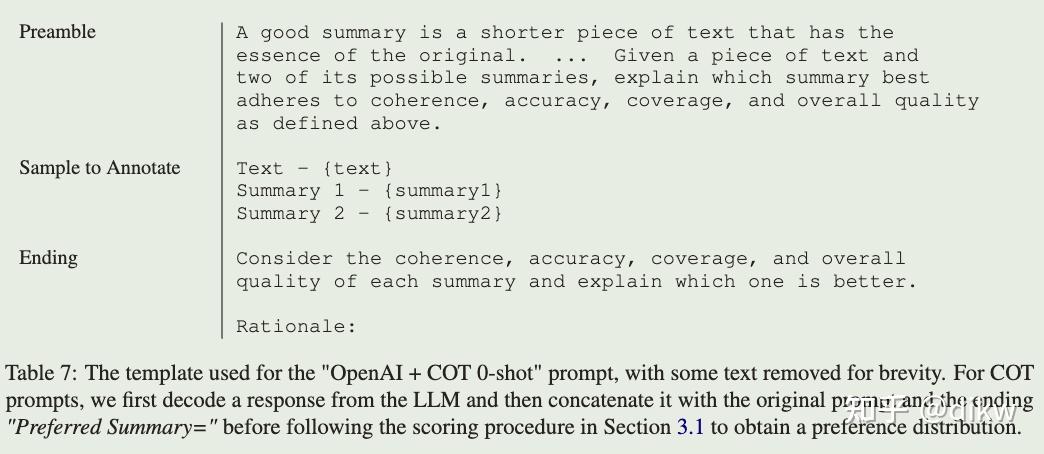 Preamble
A good summary is a shorter piece of text that has the
essence of the original. ... Given a piece of text and
two of its possible summaries, explain which summary best
adheres to coherence, accuracy, coverage, and overall quality
as defined above.
Sample to Annotate
Text - {text}
Summary 1 - {summary1}
Summary 2 - {summary2}
Ending
Consider the coherence, accuracy, coverage, and overall
quality of each summary and explain which one is better.
Rationale:
Table 7: The template used for the "OpenAI + COT 0-shot" prompt, with some text removed for brevity. For COT
prompts, we first decode a response from the LLM and then concatenate it with the original prompt and the ending
"Preferred Summary=" before following the scoring procedure in Section 3.1 to obtain a preference distribution.
知乎